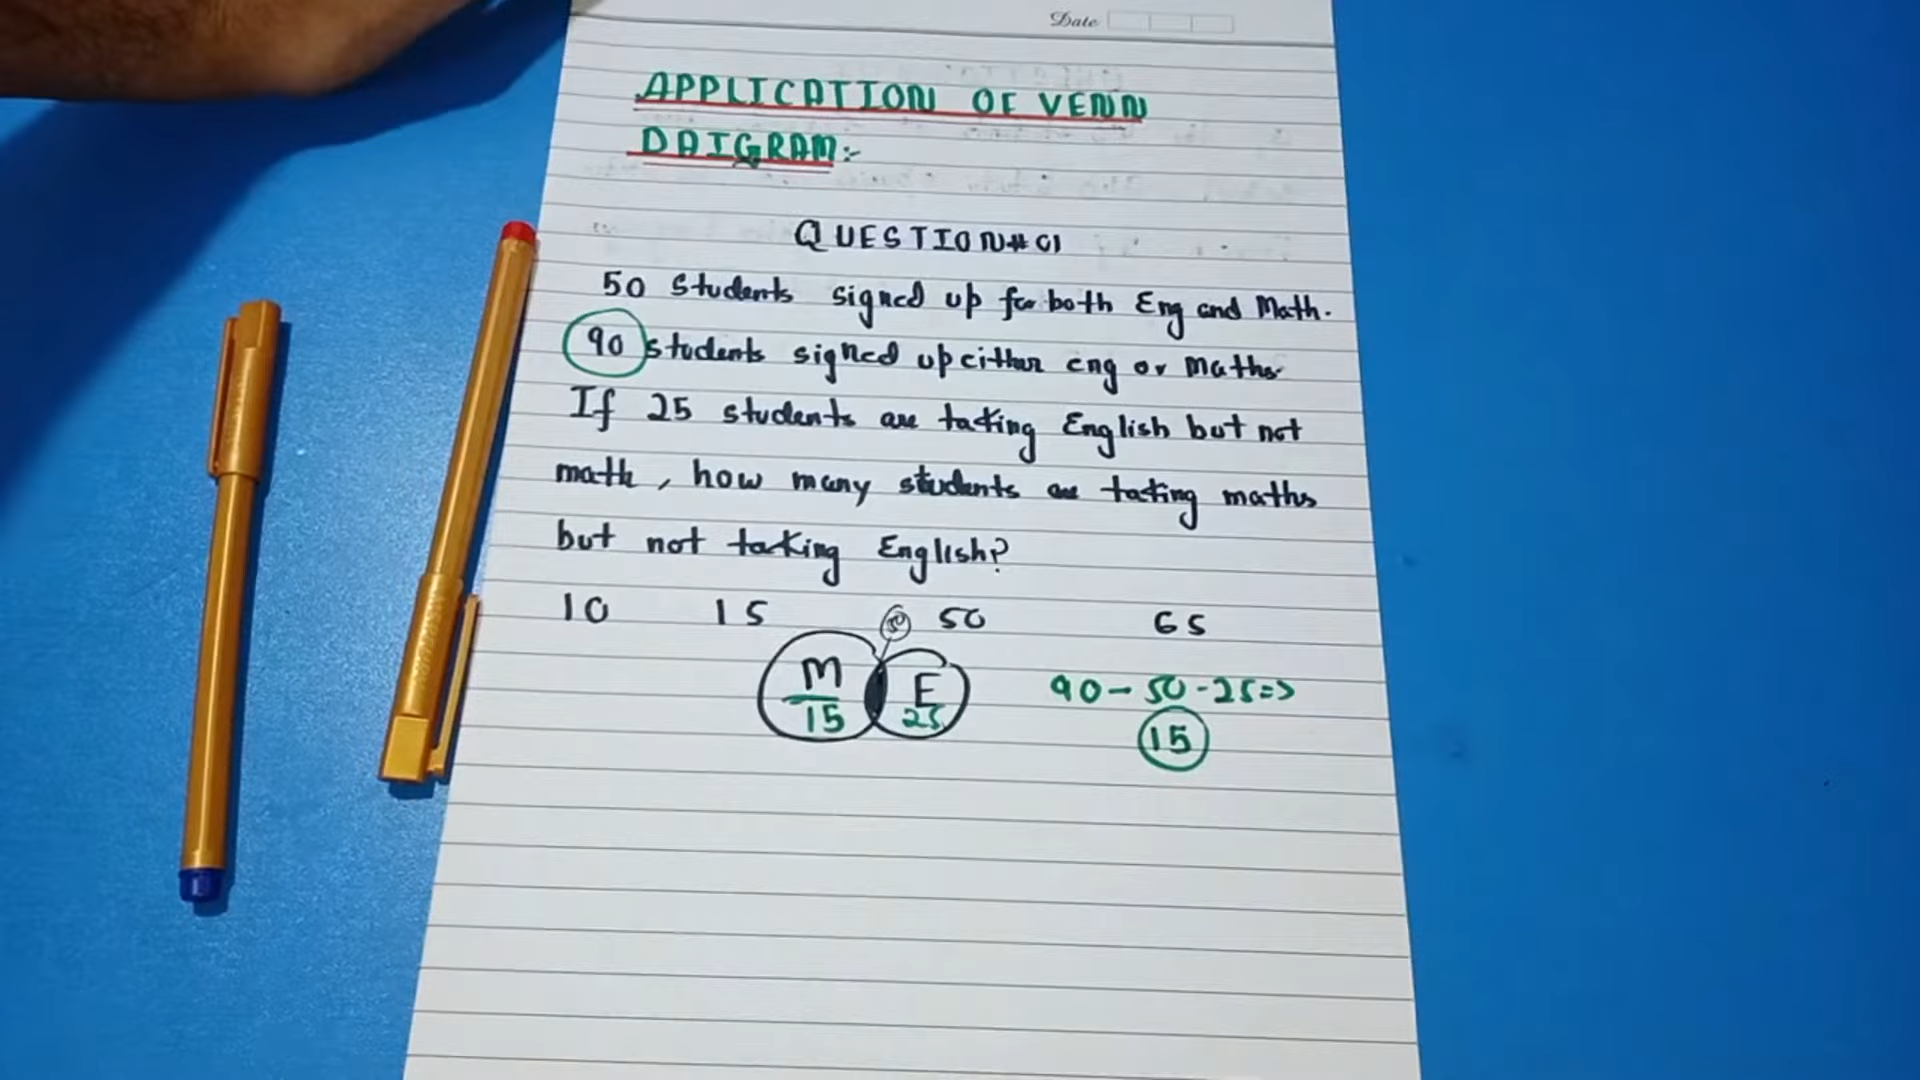 Date
APPLICATION OF VENN
DAIGRAM:-
QUESTION#01
50 Students signed up for both Eng and Math.
90 students signed up either eng or maths.
If 25 students are taking English but not
math, how many students are taking maths
but not taking English?
10 15 50 65
50
M E
15 25
90-50-25=>
15